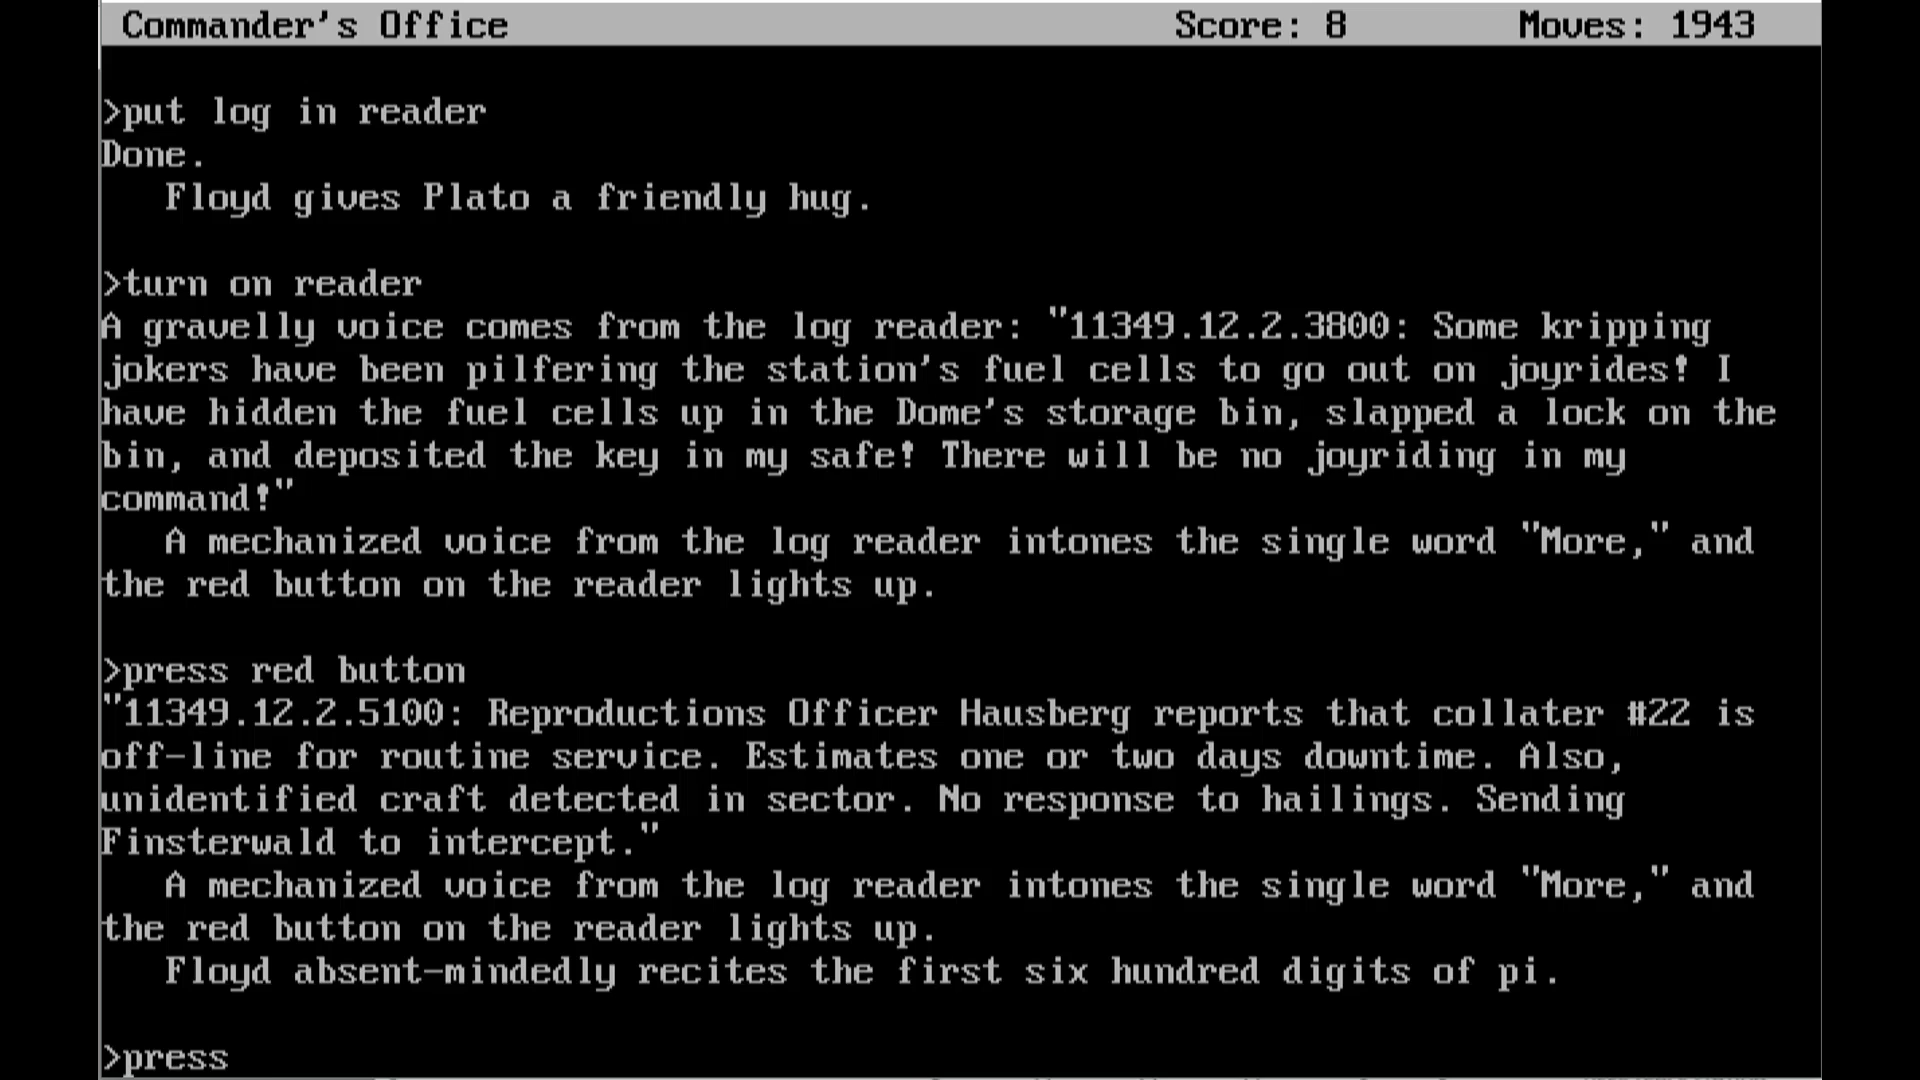 Commander's Office Score: 8 Moves: 1943
>put log in reader
Done.
Floyd gives Plato a friendly hug.
>turn on reader
A gravelly voice comes from the log reader: "11349.12.2.3800: Some kripping
jokers have been pilfering the station's fuel cells to go out on joyrides! I
have hidden the fuel cells up in the Dome's storage bin, slapped a lock on the
bin, and deposited the key in my safe! There will be no joyriding in my
command!"
A mechanized voice from the log reader intones the single word "More," and
the red button on the reader lights up.
>press red button
"11349.12.2.5100: Reproductions Officer Hausberg reports that collater #22 is
off-line for routine service. Estimates one or two days downtime. Also,
unidentified craft detected in sector. No response to hailings. Sending
Finsterwald to intercept."
A mechanized voice from the log reader intones the single word "More," and
the red button on the reader lights up.
Floyd absent-mindedly recites the first six hundred digits of pi.
>press